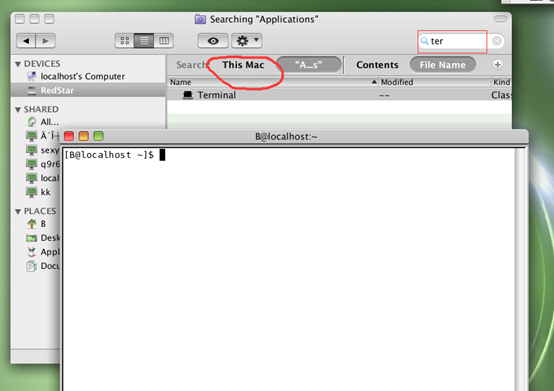 Searching "Applications"
ter
DEVICES
localhost's Computer
RedStar
SHARED
All...
sexy
q9r6
local
kk
PLACES
B
Desk
Appl
Docu
Search
This Mac
"A...s"
Contents
File Name
Name
Modified
Kind
Terminal
--
Class
B@localhost:~
[B@localhost ~]$